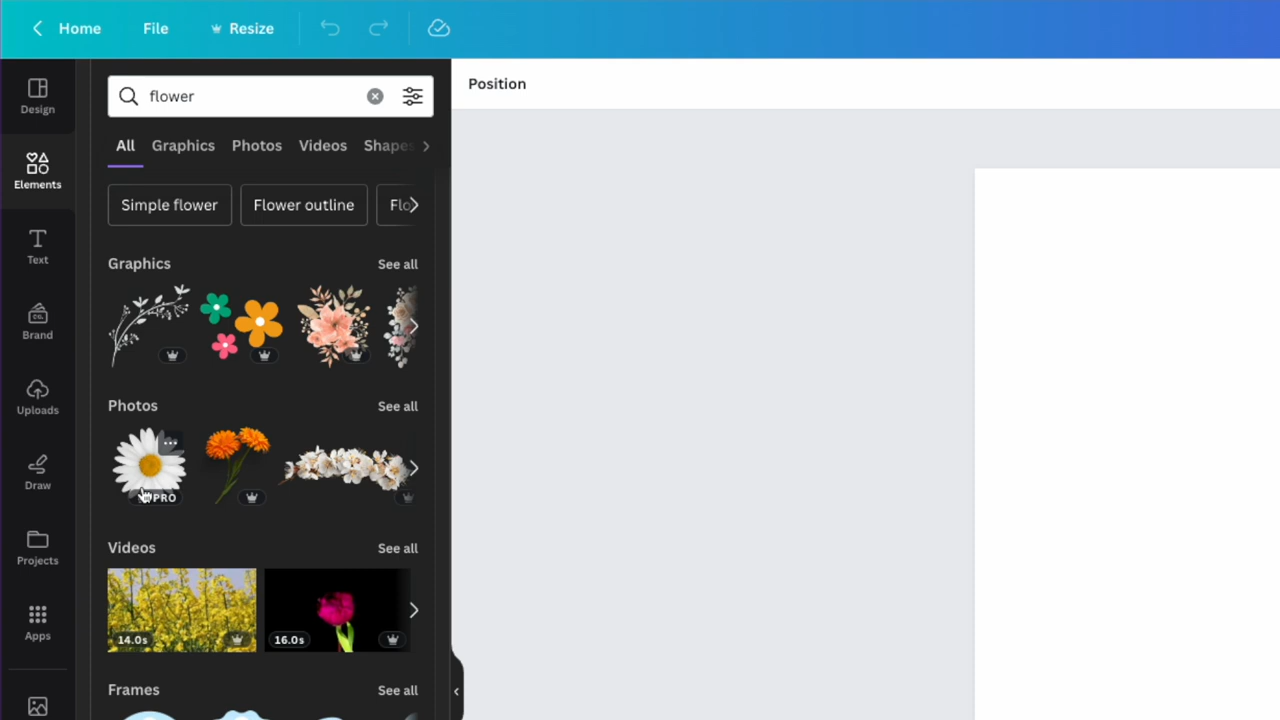 Home File Resize
Position
Design
Elements
Text
Brand
Uploads
Draw
Projects
Apps
flower
All Graphics Photos Videos Shapes
Simple flower Flower outline Flo
Graphics See all
Photos See all
PRO
Videos See all
14.0s 16.0s
Frames See all